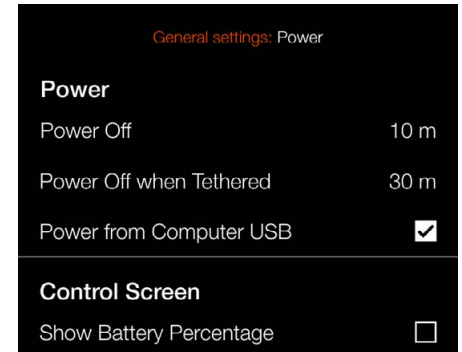 General settings: Power
Power
Power Off 10 m
Power Off when Tethered 30 m
Power from Computer USB
Control Screen
Show Battery Percentage